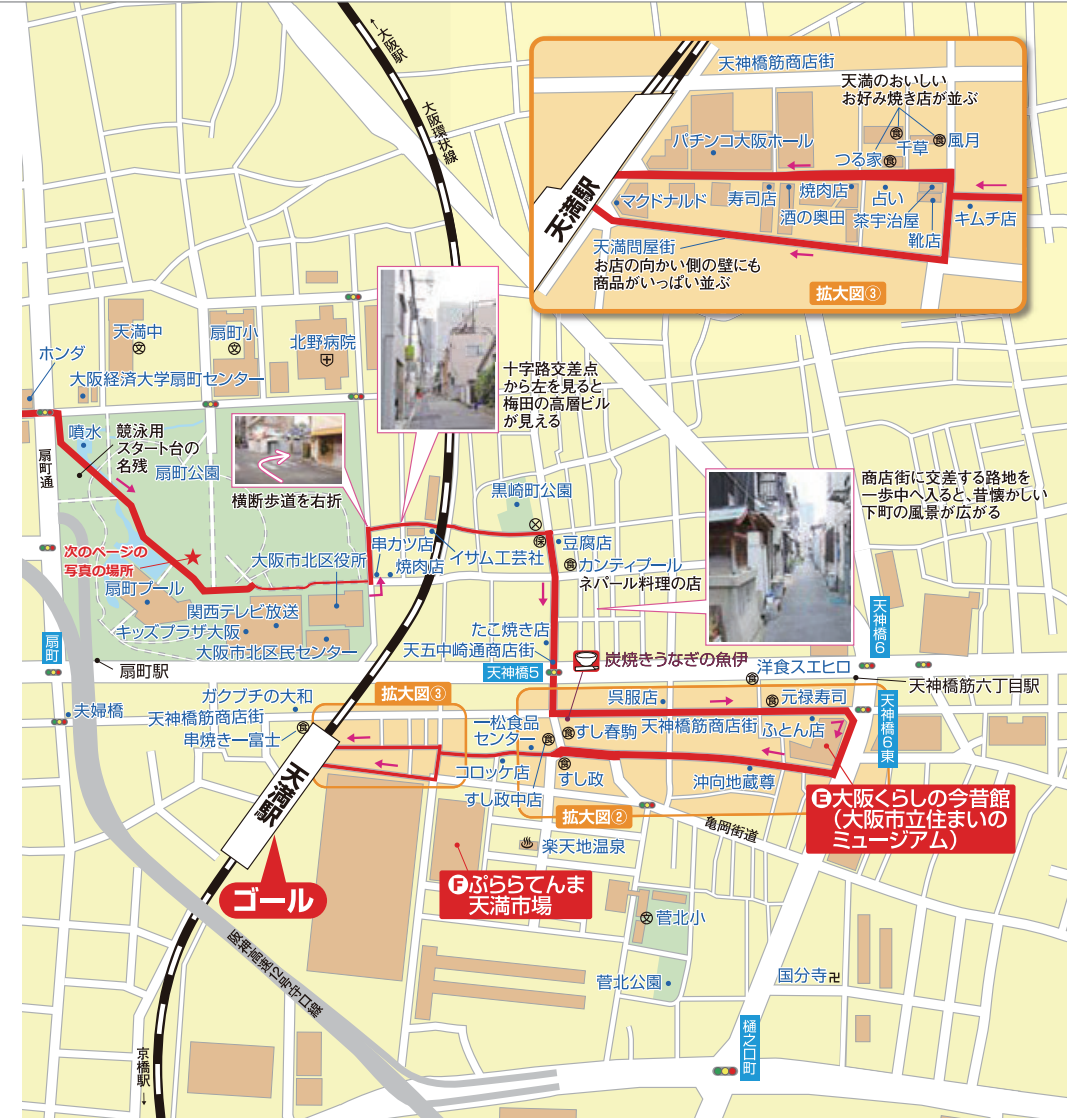 ↑大阪駅
大阪環状線
天神橋筋商店街
天満のおいしい
お好み焼き店が並ぶ
パチンコ大阪ホール
つる家
千草
風月
天満駅
マクドナルド
寿司店
酒の奥田
焼肉店
占い
茶宇治屋
靴店
キムチ店
天満問屋街
お店の向かい側の壁にも
商品がいっぱい並ぶ
拡大図③
天満中
扇町小
北野病院
ホンダ
大阪経済大学扇町センター
十字路交差点
から左を見ると
梅田の高層ビル
が見える
噴水
競泳用
スタート台の
名残
扇町公園
扇町通
横断歩道を右折
黒崎町公園
商店街に交差する路地を
一歩中へ入ると、昔懐かしい
下町の風景が広がる
次のページの
写真の場所
大阪市北区役所
串カツ店
焼肉店
イサム工芸社
豆腐店
カンティプール
ネパール料理の店
扇町プール
関西テレビ放送
キッズプラザ大阪
大阪市北区民センター
扇町
扇町駅
たこ焼き店
天五中崎通商店街
天神橋5
炭焼きうなぎの魚伊
天神橋6
洋食スエヒロ
天神橋筋六丁目駅
夫婦橋
ガクブチの大和
天神橋筋商店街
串焼き一富士
拡大図③
呉服店
元禄寿司
一松食品
センター
すし春駒
天神橋筋商店街
ふとん店
天神橋6東
コロッケ店
すし政
すし政中店
沖向地蔵尊
拡大図②
亀岡街道
E大阪くらしの今昔館
(大阪市立住まいの
ミュージアム)
天満駅
ゴール
楽天地温泉
Fぷららてんま
天満市場
菅北小
菅北公園
国分寺
阪神高速12号守口線
樋之口町
京橋駅↓